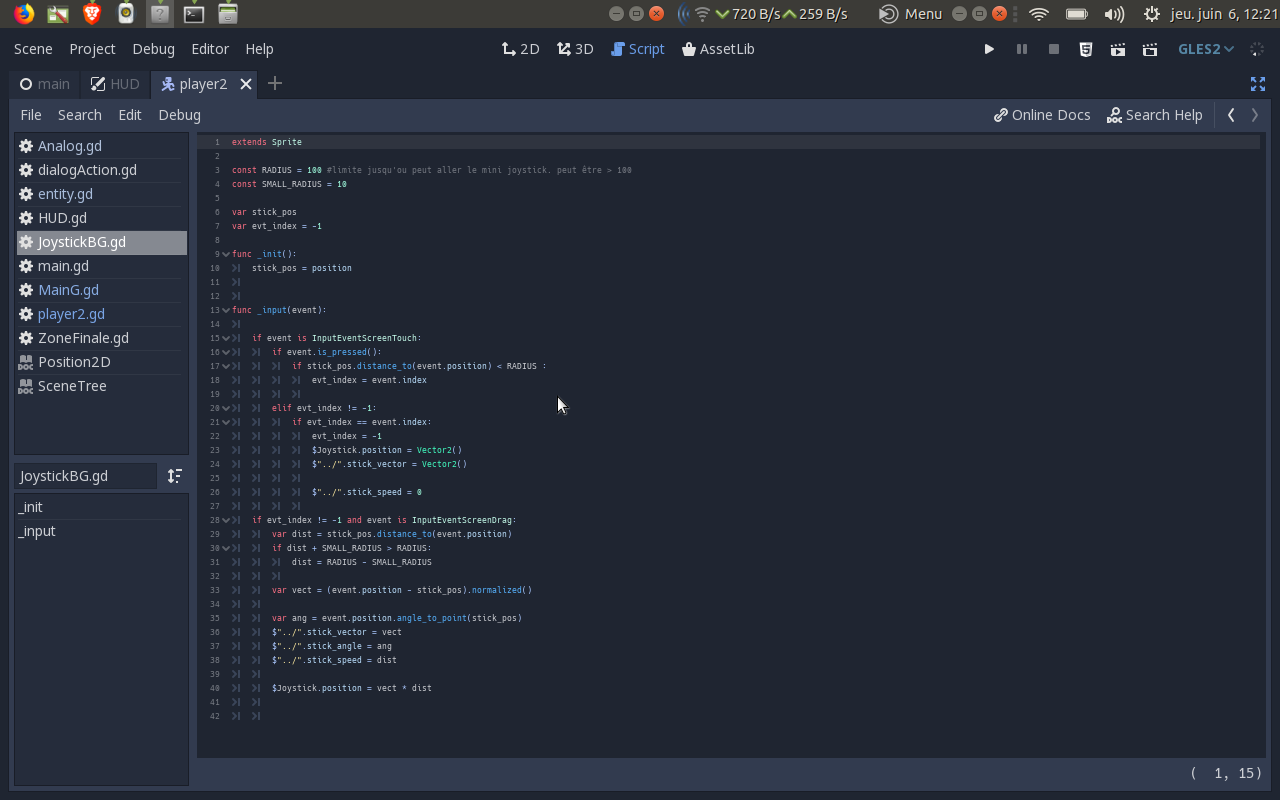 720 B/s 259 B/s Menu jeu. juin 6, 12:21
Scene Project Debug Editor Help 2D 3D Script AssetLib GLES2
main HUD player2
File Search Edit Debug Online Docs Search Help
Analog.gd
dialogAction.gd
entity.gd
HUD.gd
JoystickBG.gd
main.gd
MainG.gd
player2.gd
ZoneFinale.gd
Position2D
SceneTree
JoystickBG.gd
_init
_input
1 extends Sprite
2
3 const RADIUS = 100 #limite jusqu'ou peut aller le mini joystick. peut être > 100
4 const SMALL_RADIUS = 10
5
6 var stick_pos
7 var evt_index = -1
8
9 func _init():
10 stick_pos = position
11
12
13 func _input(event):
14
15 if event is InputEventScreenTouch:
16 if event.is_pressed():
17 if stick_pos.distance_to(event.position) < RADIUS :
18 evt_index = event.index
19
20 elif evt_index != -1:
21 if evt_index == event.index:
22 evt_index = -1
23 $Joystick.position = Vector2()
24 $"../".stick_vector = Vector2()
25
26 $"../".stick_speed = 0
27
28 if evt_index != -1 and event is InputEventScreenDrag:
29 var dist = stick_pos.distance_to(event.position)
30 if dist + SMALL_RADIUS > RADIUS:
31 dist = RADIUS - SMALL_RADIUS
32
33 var vect = (event.position - stick_pos).normalized()
34
35 var ang = event.position.angle_to_point(stick_pos)
36 $"../".stick_vector = vect
37 $"../".stick_angle = ang
38 $"../".stick_speed = dist
39
40 $Joystick.position = vect * dist
41
42
( 1, 15)